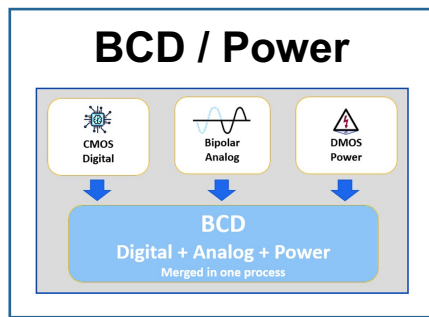 BCD / Power
CMOS
Digital
Bipolar
Analog
DMOS
Power
BCD
Digital + Analog + Power
Merged in one process